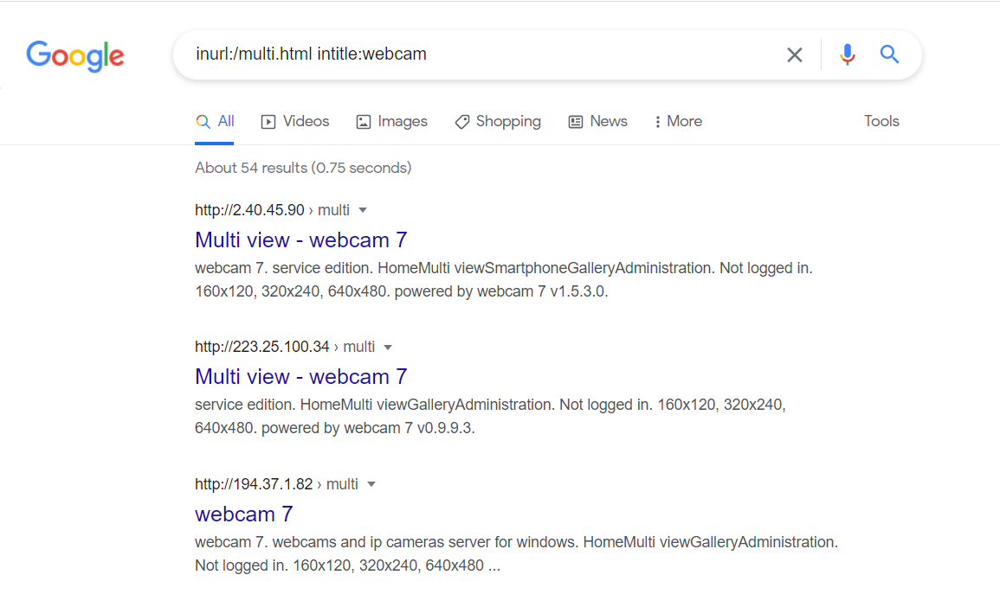 Google
inurl:/multi.html intitle:webcam
All Videos Images Shopping News More Tools
About 54 results (0.75 seconds)
http://2.40.45.90 › multi
Multi view - webcam 7
webcam 7. service edition. HomeMulti viewSmartphoneGalleryAdministration. Not logged in.
160x120, 320x240, 640x480. powered by webcam 7 v1.5.3.0.
http://223.25.100.34 › multi
Multi view - webcam 7
service edition. HomeMulti viewGalleryAdministration. Not logged in. 160x120, 320x240,
640x480. powered by webcam 7 v0.9.9.3.
http://194.37.1.82 › multi
webcam 7
webcam 7. webcams and ip cameras server for windows. HomeMulti viewGalleryAdministration.
Not logged in. 160x120, 320x240, 640x480 ...